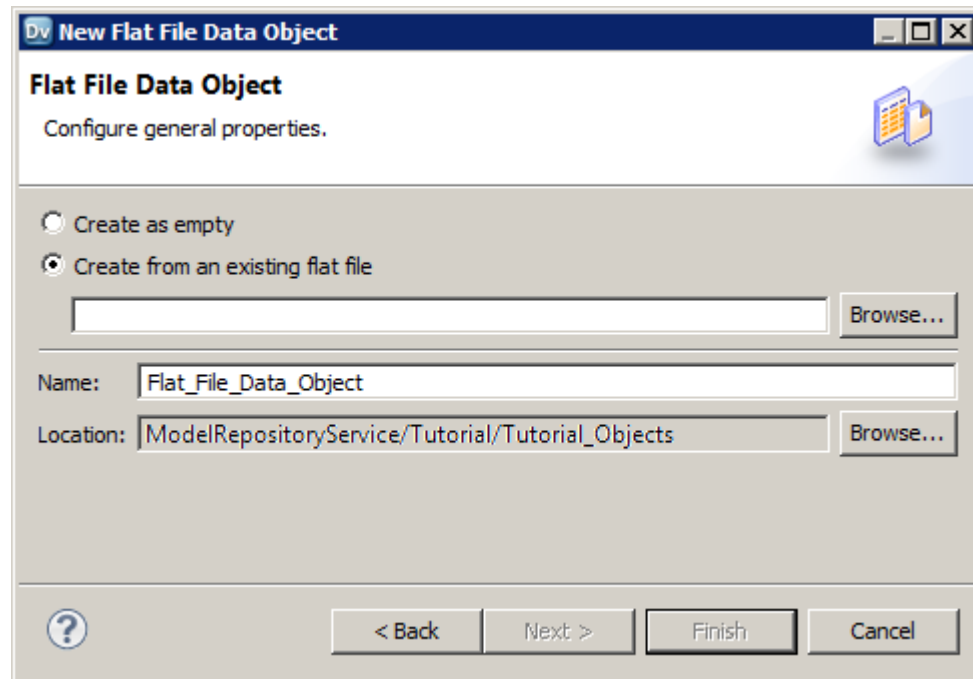 Dv New Flat File Data Object
Flat File Data Object
Configure general properties.
Create as empty
Create from an existing flat file
Browse...
Name: Flat_File_Data_Object
Location: ModelRepositoryService/Tutorial/Tutorial_Objects Browse...
? < Back Next > Finish Cancel